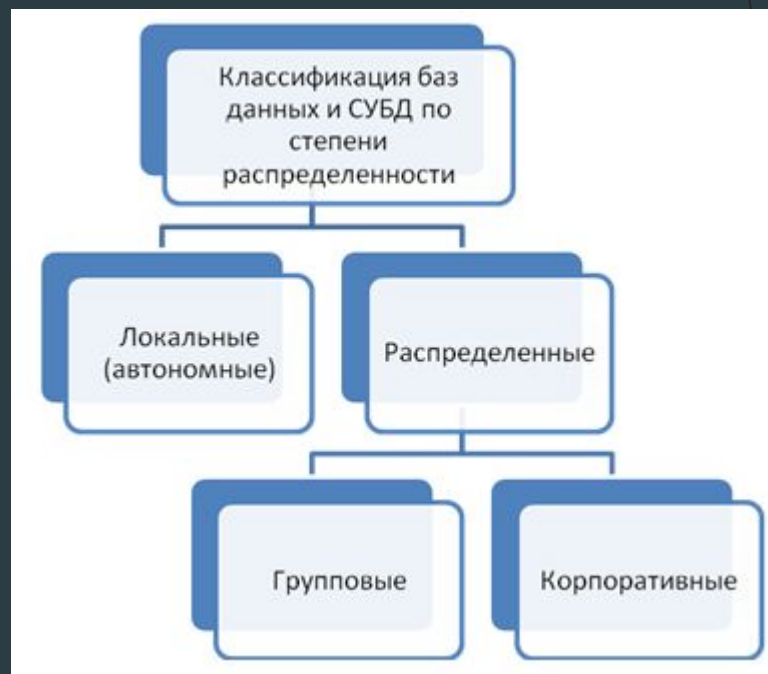 Классификация баз
данных и СУБД по
степени
распределенности
Локальные
(автономные)
Распределенные
Групповые
Корпоративные